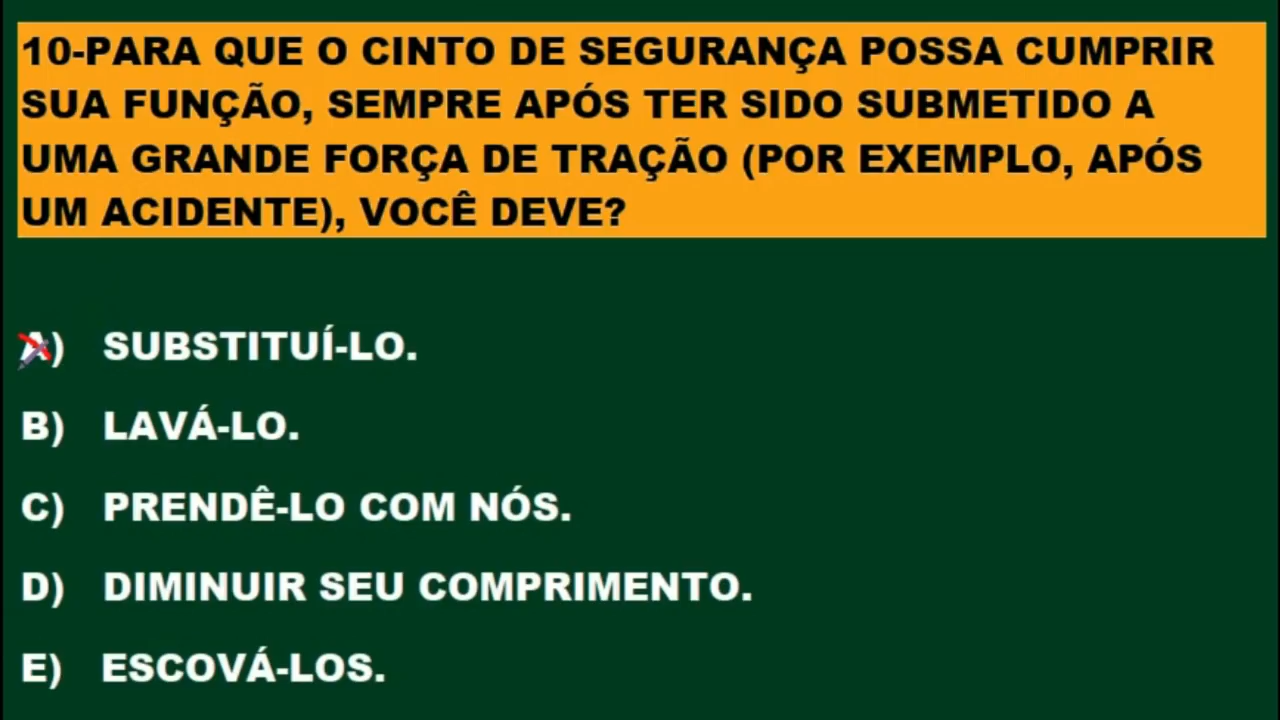 10-PARA QUE O CINTO DE SEGURANÇA POSSA CUMPRIR
SUA FUNÇÃO, SEMPRE APÓS TER SIDO SUBMETIDO A
UMA GRANDE FORÇA DE TRAÇÃO (POR EXEMPLO, APÓS
UM ACIDENTE), VOCÊ DEVE?
A) SUBSTITUÍ-LO.
B) LAVÁ-LO.
C) PRENDÊ-LO COM NÓS.
D) DIMINUIR SEU COMPRIMENTO.
E) ESCOVÁ-LOS.